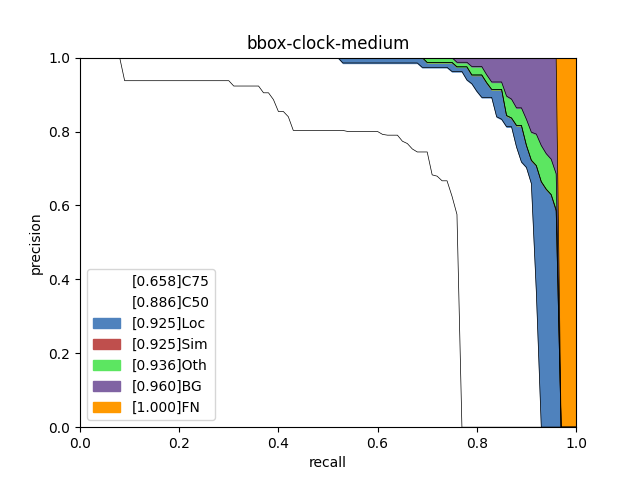 bbox-clock-medium
1.0
0.8
0.6
0.4
0.2
0.0
precision
[0.658]C75
[0.886]C50
[0.925]Loc
[0.925]Sim
[0.936]Oth
[0.960]BG
[1.000]FN
0.0 0.2 0.4 0.6 0.8 1.0
recall